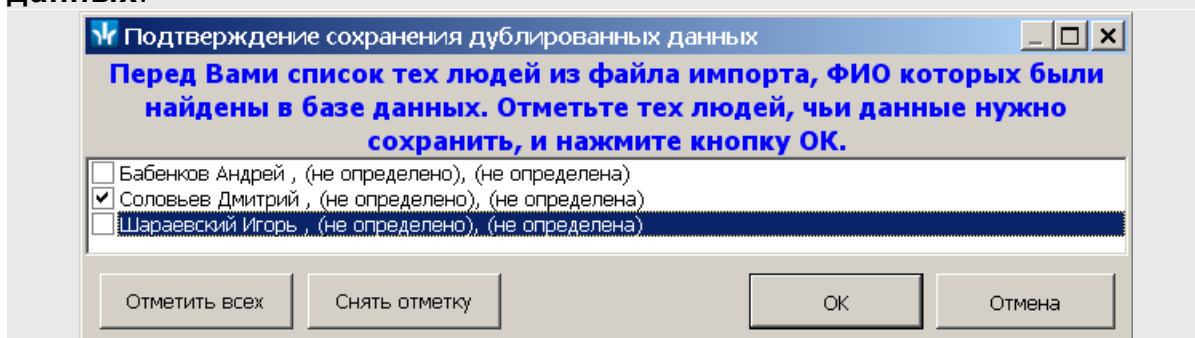 данных.
Подтверждение сохранения дублированных данных
Перед Вами список тех людей из файла импорта, ФИО которых были
найдены в базе данных. Отметьте тех людей, чьи данные нужно
сохранить, и нажмите кнопку ОК.
Бабенков Андрей , (не определено), (не определена)
Соловьев Дмитрий , (не определено), (не определена)
Шараевский Игорь , (не определено), (не определена)
Отметить всех Снять отметку ОК Отмена